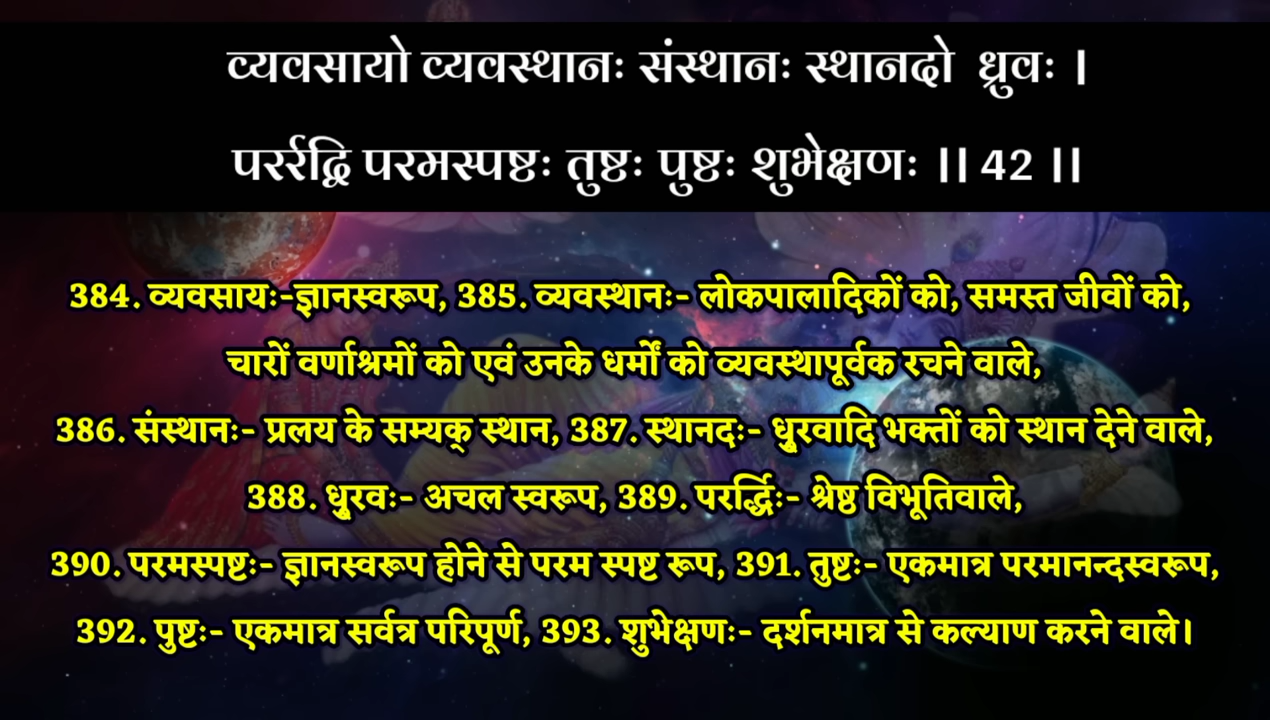 व्यवसायो व्यवस्थानः संस्थानः स्थानदो ध्रुवः ।
पररर्द्वि परमस्पष्टः तुष्टः पुष्टः शुभेक्षणः ।। 42 ।।
384. व्यवसायः-ज्ञानस्वरूप, 385. व्यवस्थानः- लोकपालादिकों को, समस्त जीवों को,
चारों वर्णाश्रमों को एवं उनके धर्मों को व्यवस्थापूर्वक रचने वाले,
386. संस्थानः- प्रलय के सम्यक् स्थान, 387. स्थानदः- धु्रवादि भक्तों को स्थान देने वाले,
388. धु्रवः- अचल स्वरूप, 389. परर्द्धिः- श्रेष्ठ विभूतिवाले,
390. परमस्पष्टः- ज्ञानस्वरूप होने से परम स्पष्ट रूप, 391. तुष्टः- एकमात्र परमानन्दस्वरूप,
392. पुष्टः- एकमात्र सर्वत्र परिपूर्ण, 393. शुभेक्षणः- दर्शनमात्र से कल्याण करने वाले।